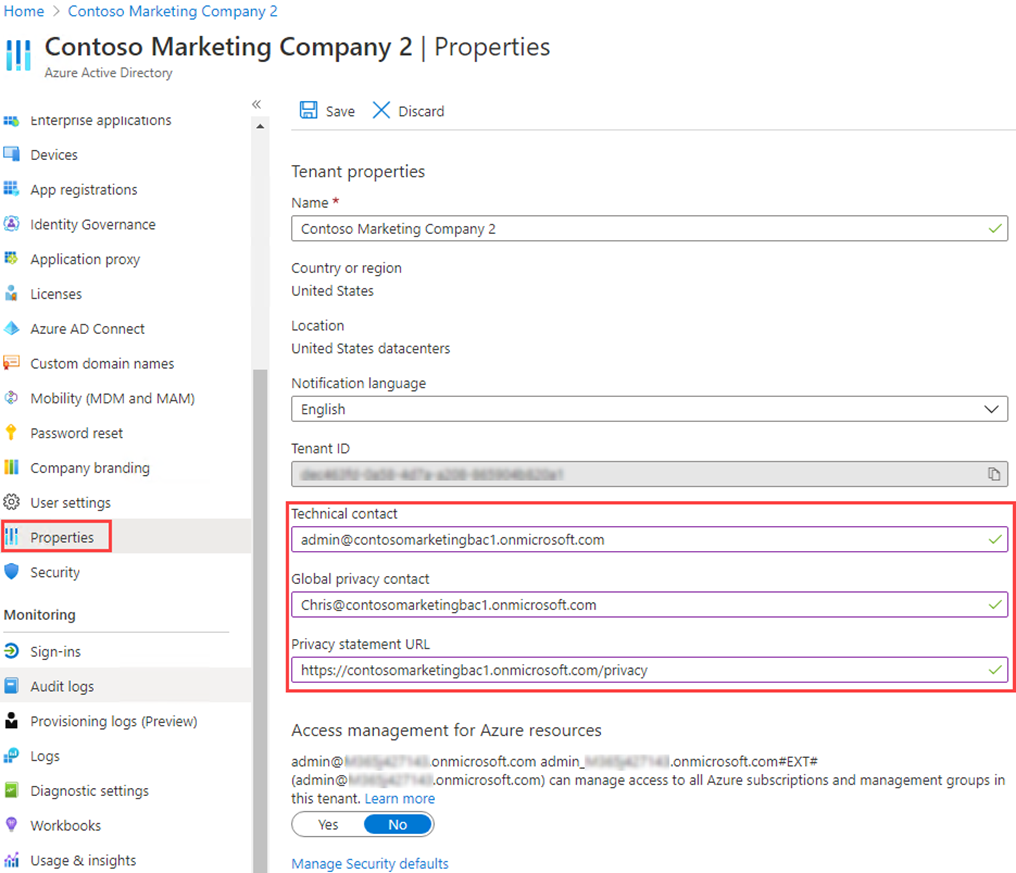 Home > Contoso Marketing Company 2
Contoso Marketing Company 2 | Properties
Azure Active Directory
«
Enterprise applications
Devices
App registrations
Identity Governance
Application proxy
Licenses
Azure AD Connect
Custom domain names
Mobility (MDM and MAM)
Password reset
Company branding
User settings
Properties
Security
Monitoring
Sign-ins
Audit logs
Provisioning logs (Preview)
Logs
Diagnostic settings
Workbooks
Usage & insights
Save Discard
Tenant properties
Name *
Contoso Marketing Company 2
Country or region
United States
Location
United States datacenters
Notification language
English
Tenant ID
Technical contact
admin@contosomarketingbac1.onmicrosoft.com
Global privacy contact
Chris@contosomarketingbac1.onmicrosoft.com
Privacy statement URL
https://contosomarketingbac1.onmicrosoft.com/privacy
Access management for Azure resources
admin@ .onmicrosoft.com admin_ .onmicrosoft.com#EXT#
(admin@ .onmicrosoft.com) can manage access to all Azure subscriptions and management groups in
this tenant. Learn more
Yes No
Manage Security defaults